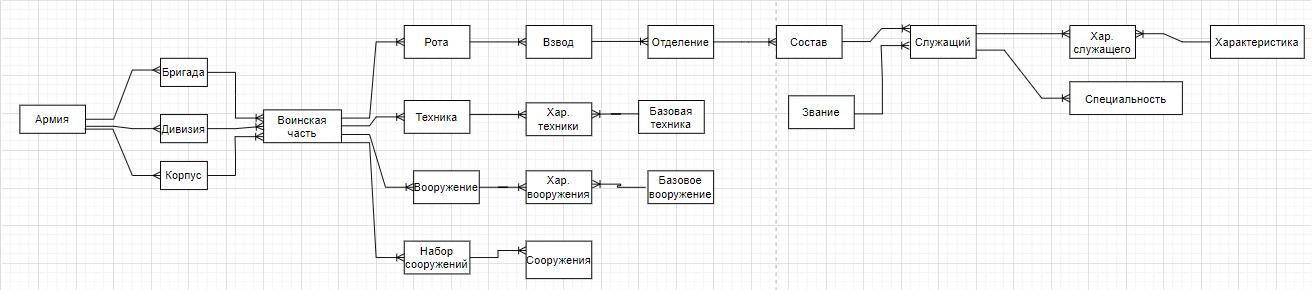 Рота
Взвод
Отделение
Состав
Служащий
Хар.
служащего
Характеристика
Бригада
Специальность
Армия
Дивизия
Корпус
Воинская
часть
Техника
Хар.
техники
Базовая
техника
Звание
Вооружение
Хар.
вооружения
Базовое
вооружение
Набор
сооружений
Сооружения